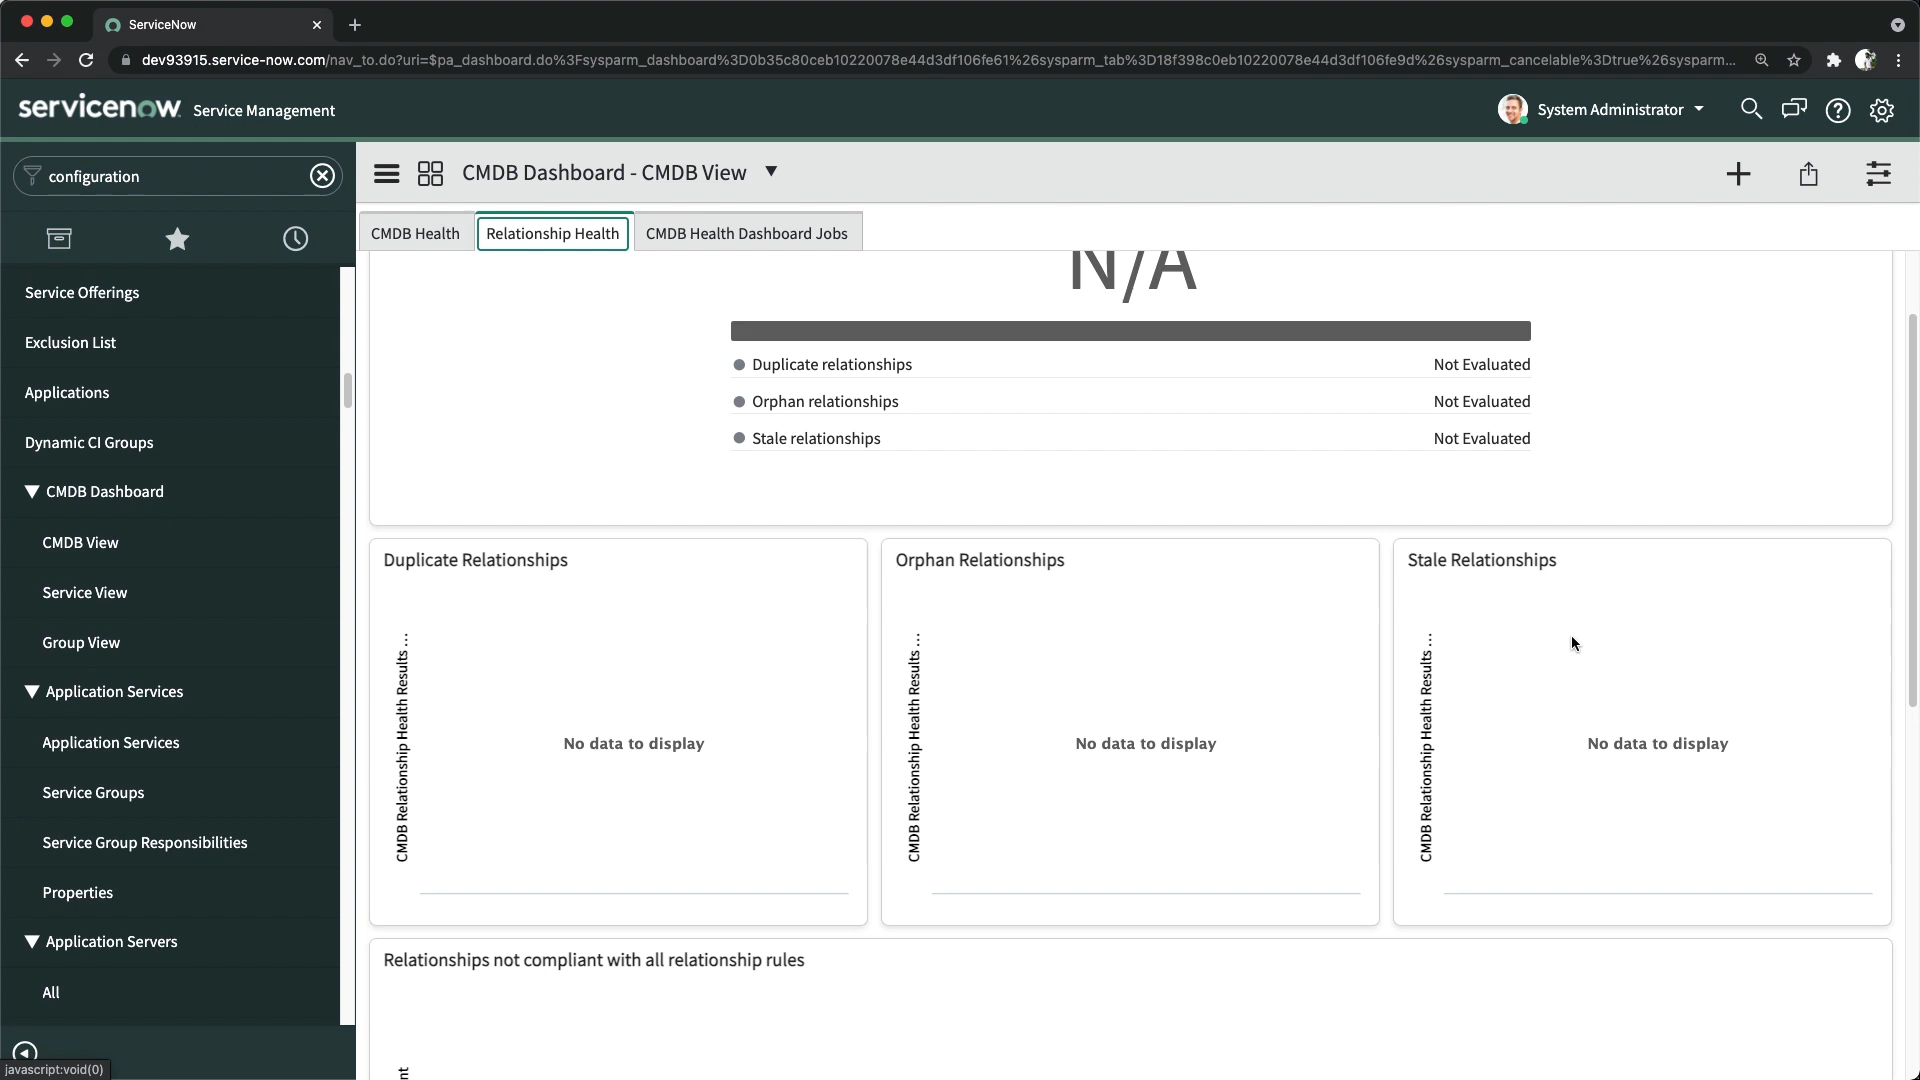 ServiceNow
dev93915.service-now.com/nav_to.do?uri=$pa_dashboard.do%3Fsysparm_dashboard%3D0b35c80ceb10220078e44d3df106fe61%26sysparm_tab%3D18f398c0eb10220078e44d3df106fe9d%26sysparm_cancelable%3Dtrue%26sysparm...
servicenow Service Management
System Administrator
configuration
CMDB Dashboard - CMDB View
CMDB Health
Relationship Health
CMDB Health Dashboard Jobs
Service Offerings
Exclusion List
Applications
Dynamic CI Groups
CMDB Dashboard
CMDB View
Service View
Group View
Application Services
Application Services
Service Groups
Service Group Responsibilities
Properties
Application Servers
All
javascript:void(0)
N/A
Duplicate relationships Not Evaluated
Orphan relationships Not Evaluated
Stale relationships Not Evaluated
Duplicate Relationships
CMDB Relationship Health Results ...
No data to display
Orphan Relationships
CMDB Relationship Health Results ...
No data to display
Stale Relationships
CMDB Relationship Health Results ...
No data to display
Relationships not compliant with all relationship rules
nt